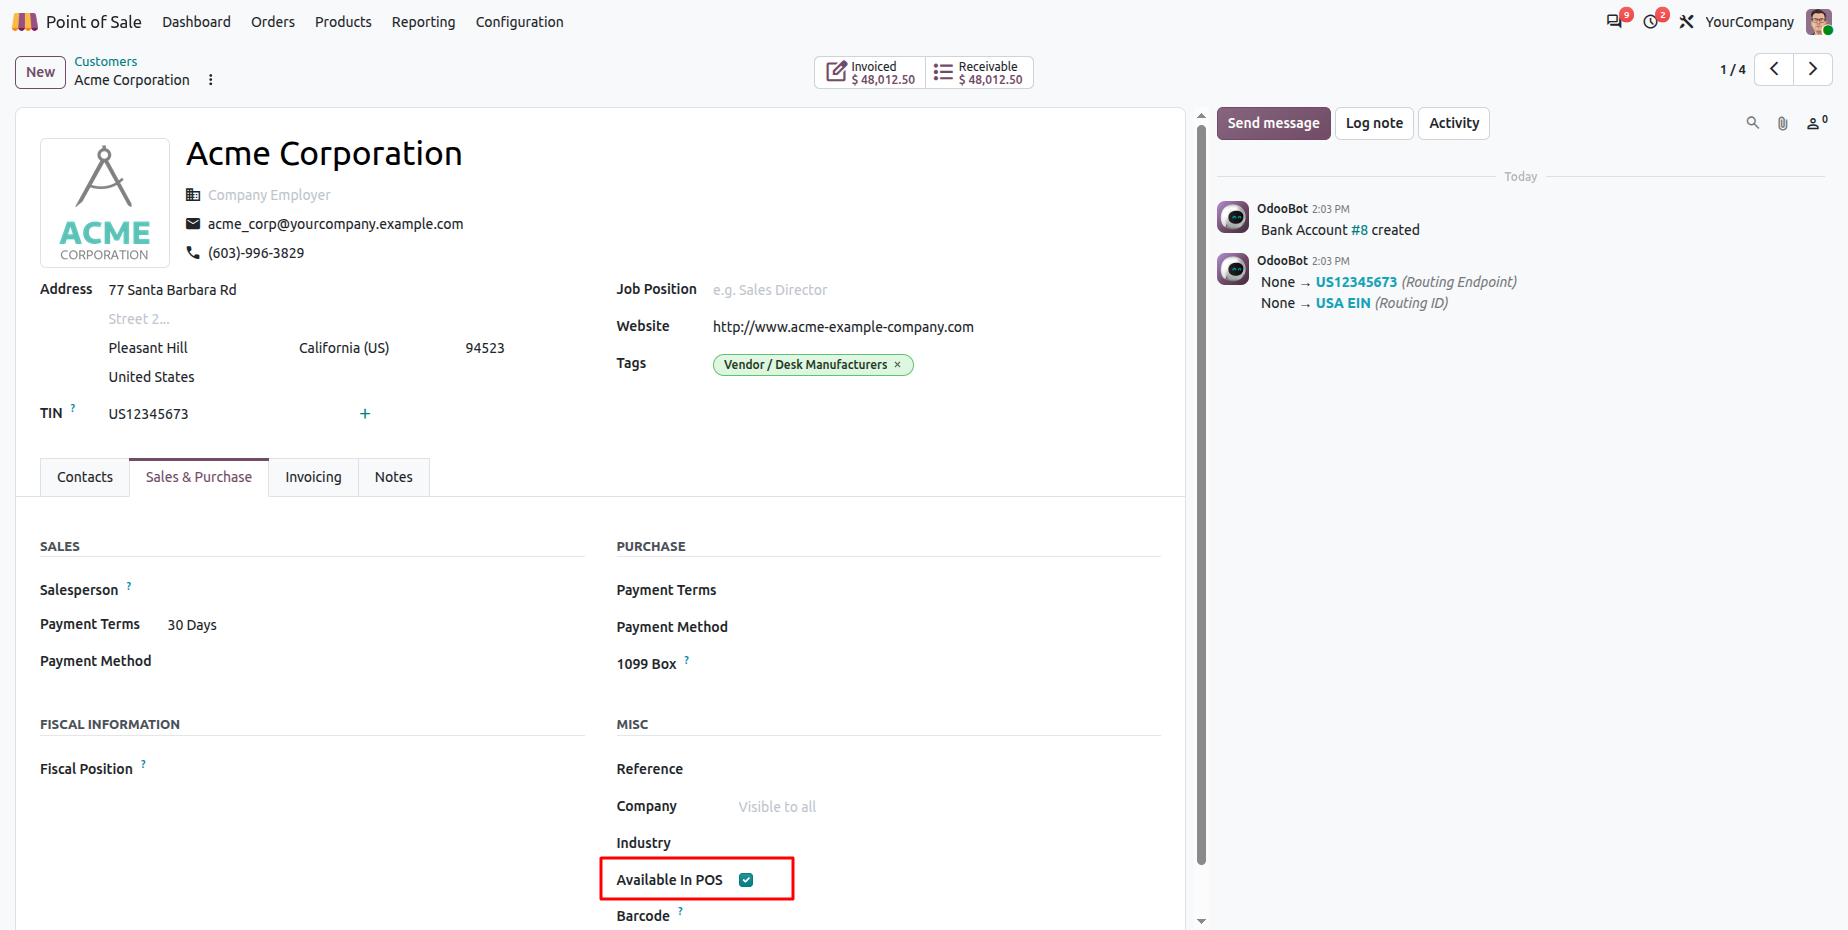 Point of Sale Dashboard Orders Products Reporting Configuration 9 2 YourCompany
New Customers
Acme Corporation
Invoiced
$ 48,012.50
Receivable
$ 48,012.50
1 / 4
Acme Corporation
ACME
CORPORATION
Company Employer
acme_corp@yourcompany.example.com
(603)-996-3829
Address 77 Santa Barbara Rd
Street 2...
Pleasant Hill California (US) 94523
United States
TIN ? US12345673 +
Job Position e.g. Sales Director
Website http://www.acme-example-company.com
Tags Vendor / Desk Manufacturers ×
Contacts Sales & Purchase Invoicing Notes
SALES
Salesperson ?
Payment Terms 30 Days
Payment Method
PURCHASE
Payment Terms
Payment Method
1099 Box ?
FISCAL INFORMATION
Fiscal Position ?
MISC
Reference
Company Visible to all
Industry
Available In POS
Barcode ?
Send message Log note Activity 0
Today
OdooBot 2:03 PM
Bank Account #8 created
OdooBot 2:03 PM
None → US12345673 (Routing Endpoint)
None → USA EIN (Routing ID)